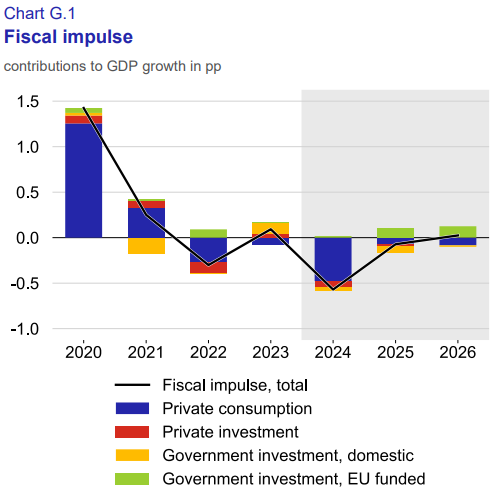 Chart G.1
Fiscal impulse
contributions to GDP growth in pp
1.5
1.0
0.5
0.0
-0.5
-1.0
2020 2021 2022 2023 2024 2025 2026
Fiscal impulse, total
Private consumption
Private investment
Government investment, domestic
Government investment, EU funded